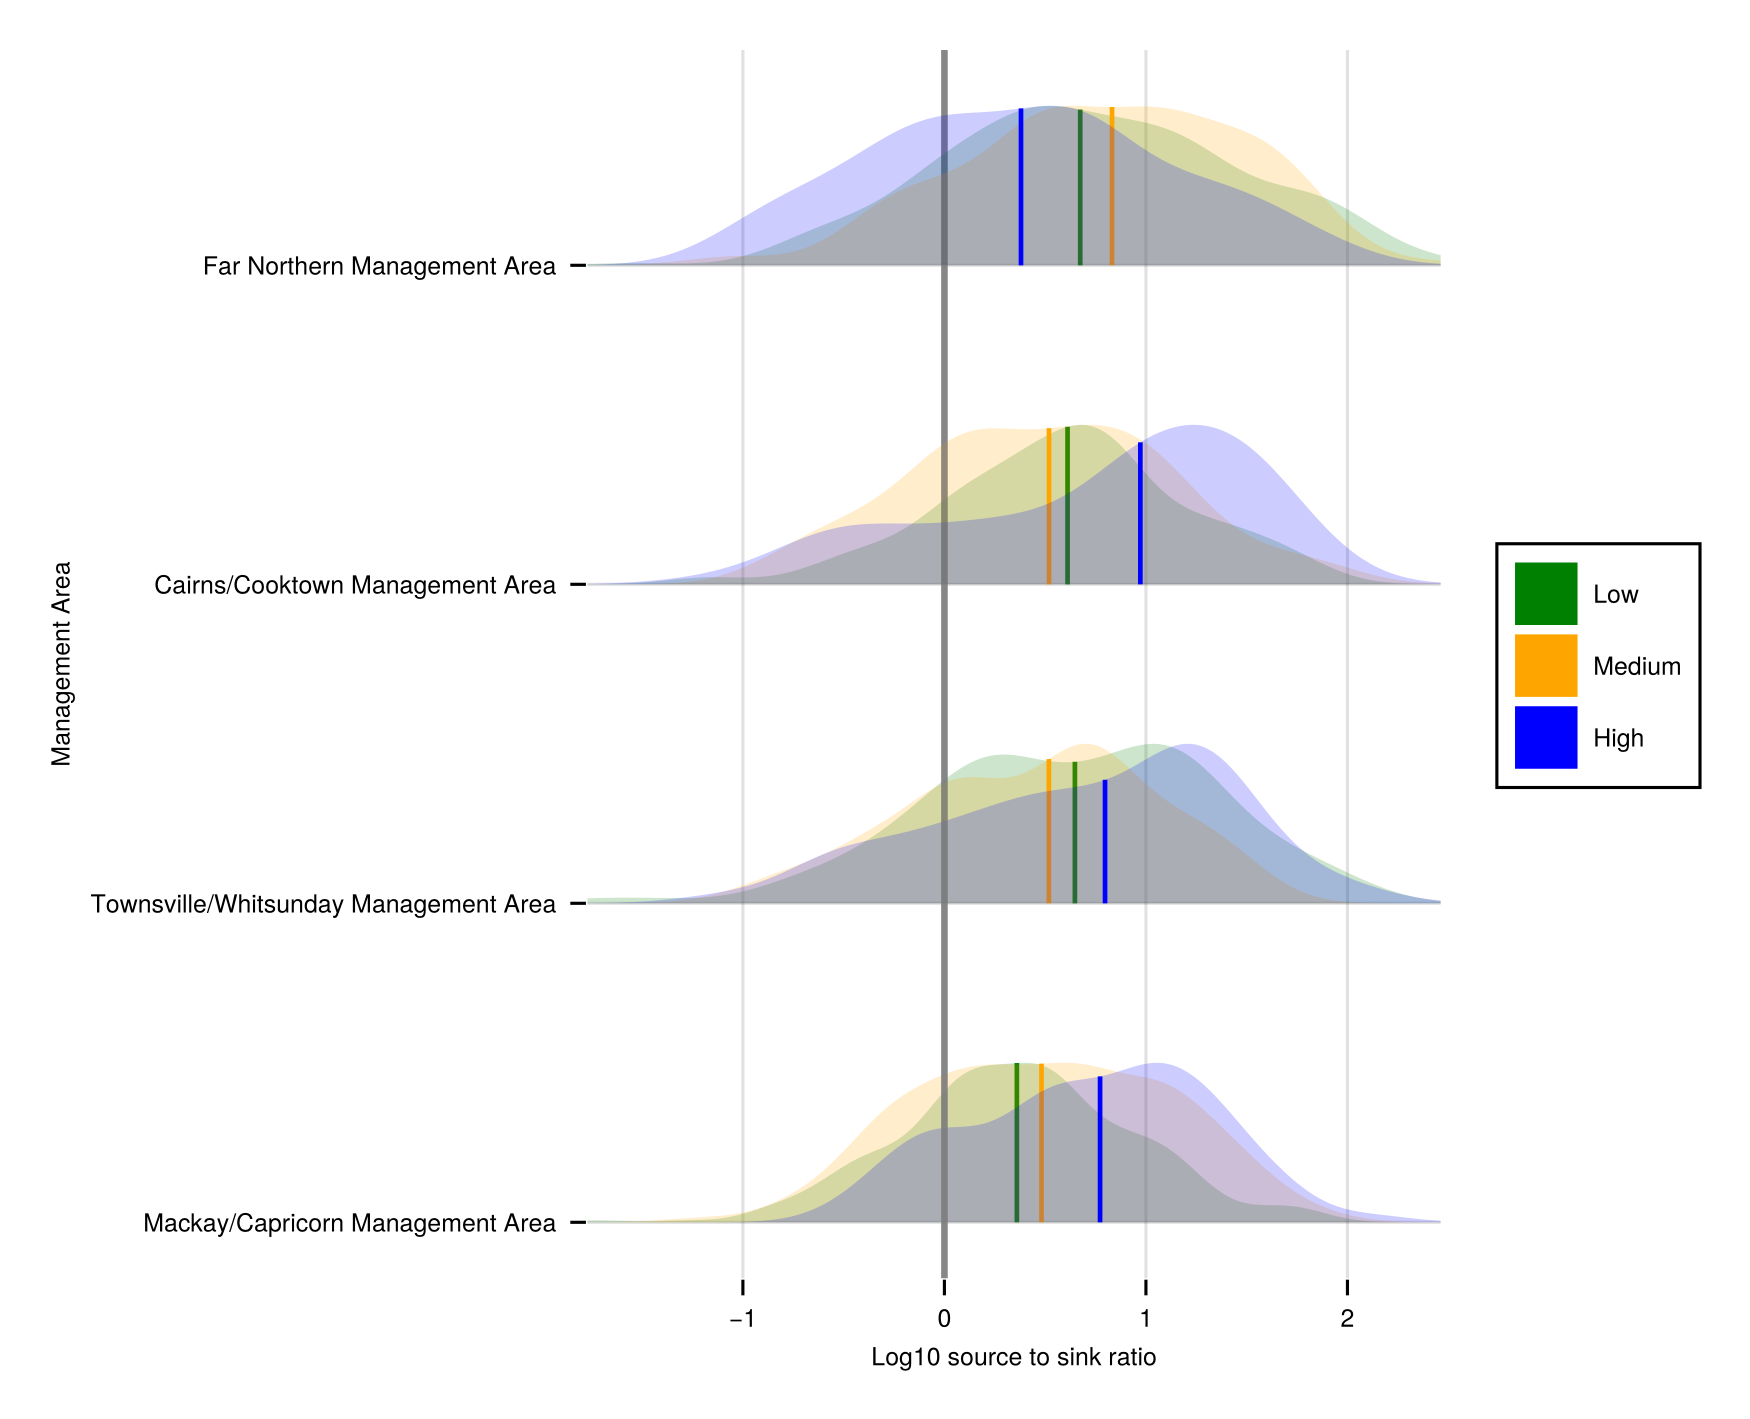 Far Northern Management Area
Cairns/Cooktown Management Area
Townsville/Whitsunday Management Area
Mackay/Capricorn Management Area
Management Area
−1
0
1
2
Log10 source to sink ratio
Low
Medium
High